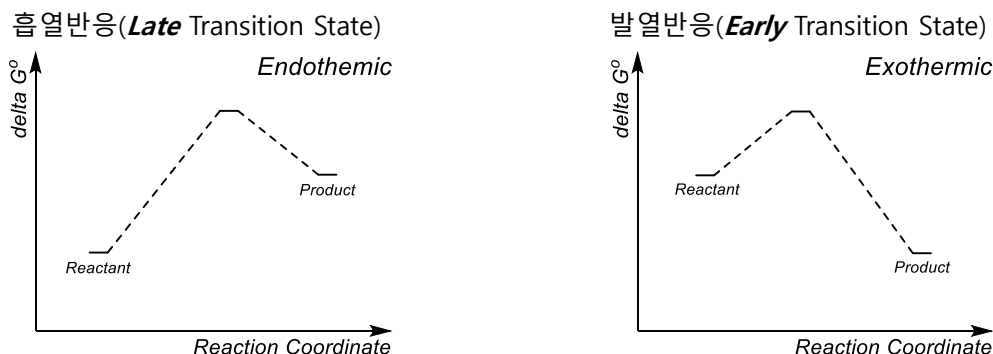 흡열반응(Late Transition State)
delta G°
Endothemic
Reactant
Product
Reaction Coordinate
발열반응(Early Transition State)
delta G°
Exothermic
Reactant
Product
Reaction Coordinate